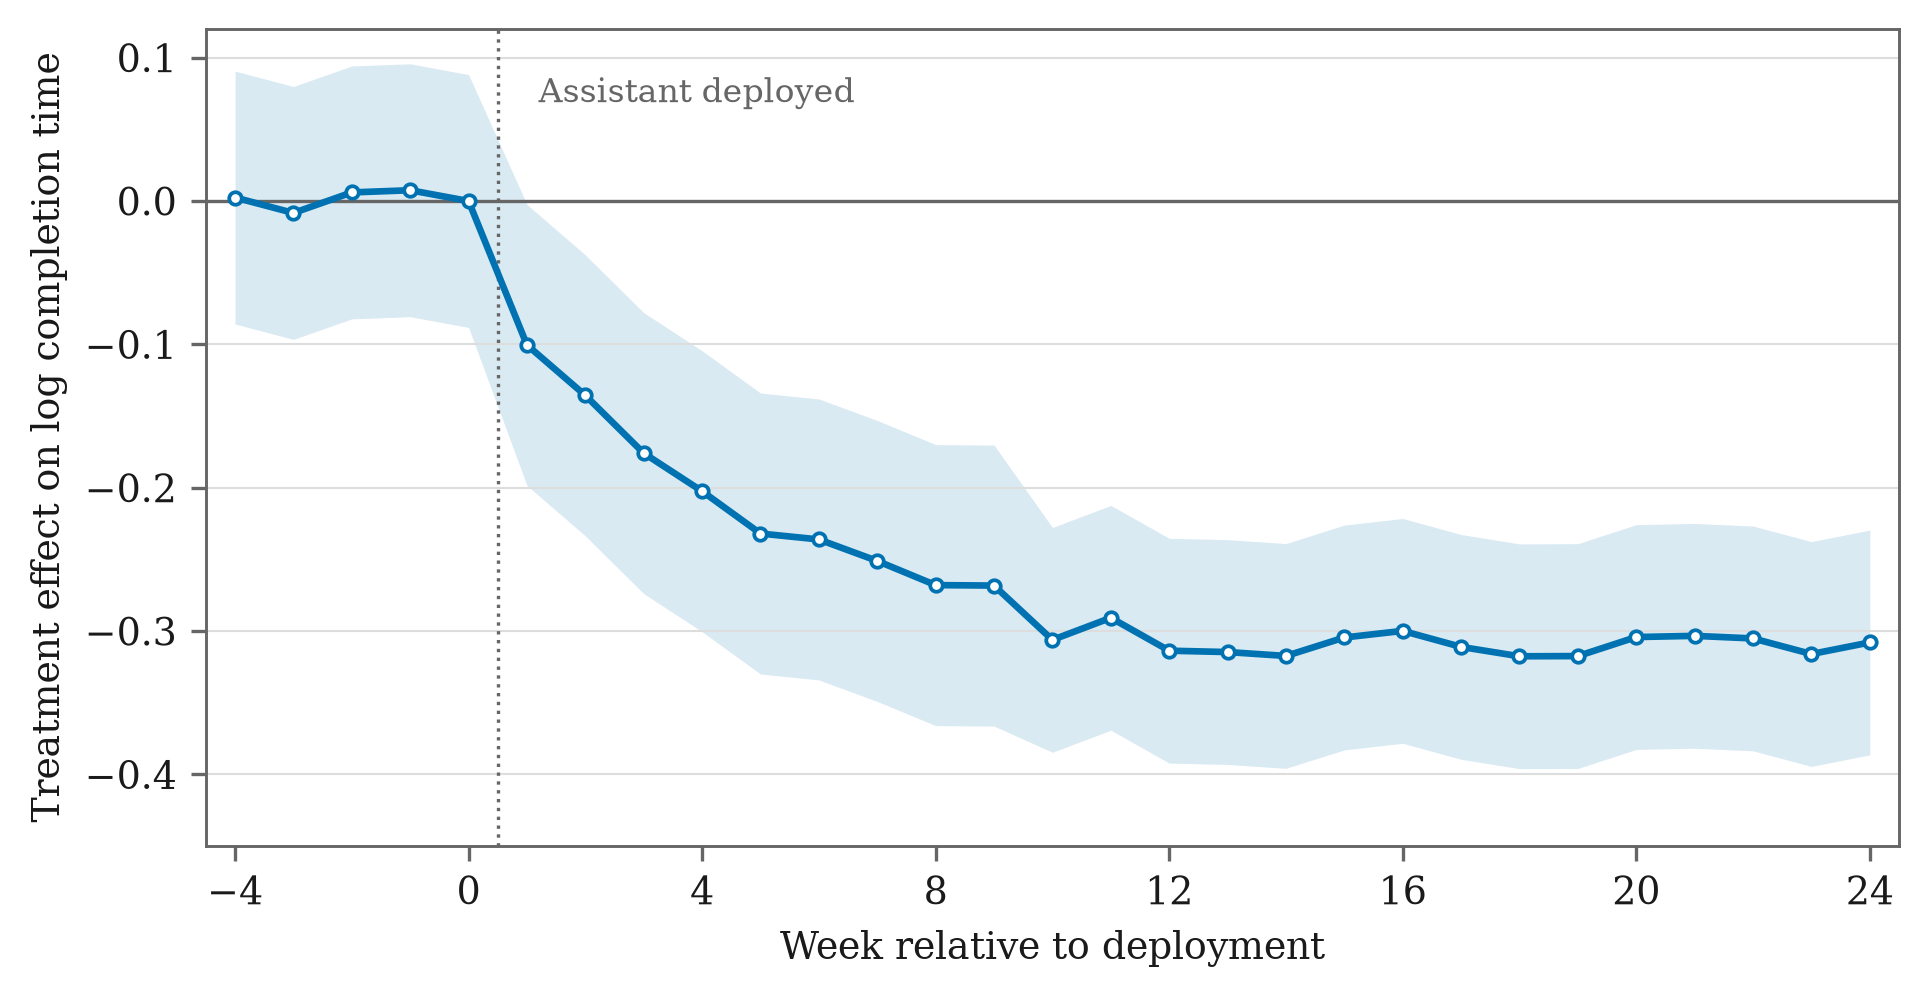 Treatment effect on log completion time
0.1
0.0
−0.1
−0.2
−0.3
−0.4
Assistant deployed
−4 0 4 8 12 16 20 24
Week relative to deployment